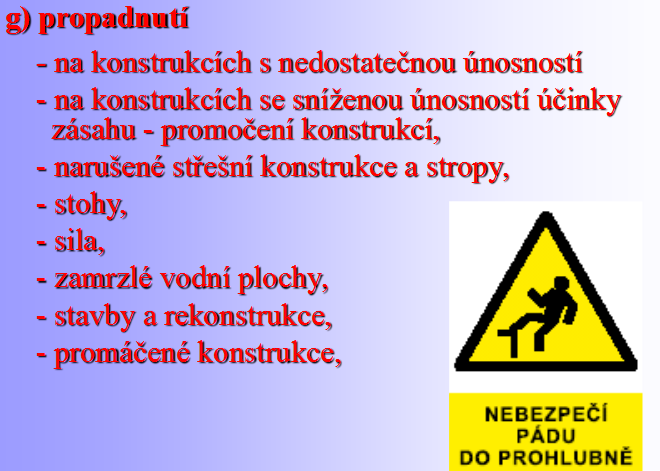 g) propadnutí
- na konstrukcích s nedostatečnou únosností
- na konstrukcích se sníženou únosností účinky
zásahu - promočení konstrukcí,
- narušené střešní konstrukce a stropy,
- stohy,
- sila,
- zamrzlé vodní plochy,
- stavby a rekonstrukce,
- promáčené konstrukce,
NEBEZPEČÍ
PÁDU
DO PROHLUBNĚ